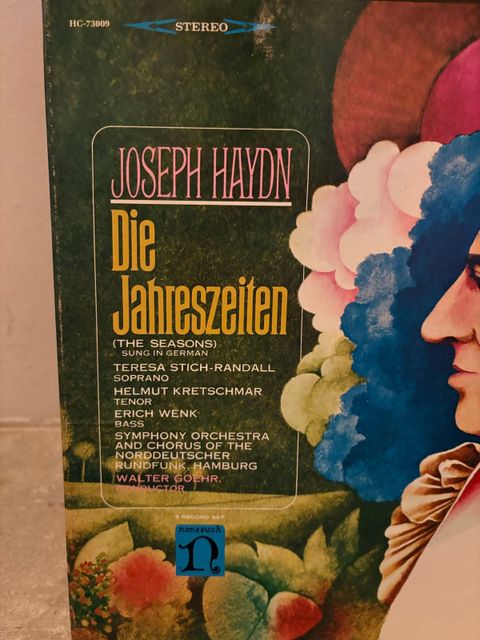 HC-73009
STEREO
JOSEPH HAYDN
Die
Jahreszeiten
(THE SEASONS)
SUNG IN GERMAN
TERESA STICH-RANDALL
SOPRANO
HELMUT KRETSCHMAR
TENOR
ERICH WENK
BASS
SYMPHONY ORCHESTRA
AND CHORUS OF THE
NORDDEUTSCHER
RUNDFUNK, HAMBURG
WALTER GOEHR,
CONDUCTOR
3 RECORD SET
nonesuch